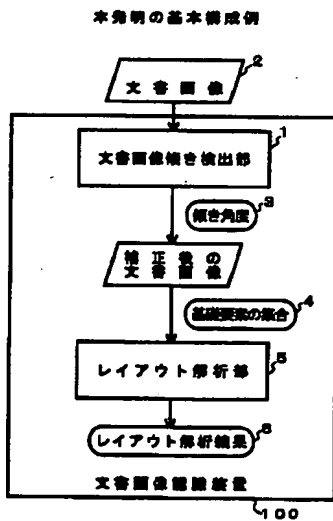 本発明の基本構成例
2
文書画像
1
文書画像傾き検出部
3
傾き角度
補正後の
文書画像
4
基礎要素の集合
5
レイアウト解析部
6
レイアウト解析結果
文書画像認識装置
100